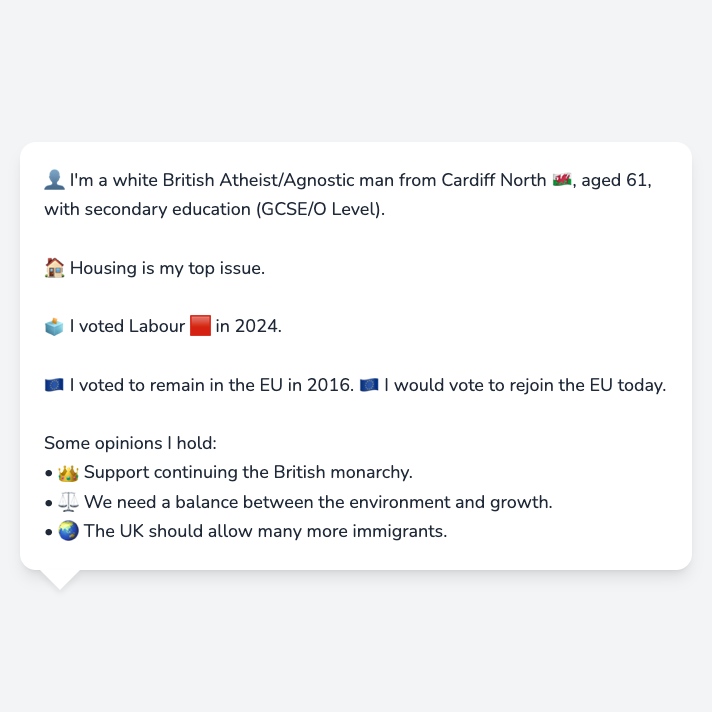 👤 I'm a white British Atheist/Agnostic man from Cardiff North 🏴󠁧󠁢󠁷󠁬󠁳󠁿, aged 61,
with secondary education (GCSE/O Level).
🏠 Housing is my top issue.
🗳️ I voted Labour 🟥 in 2024.
🇪🇺 I voted to remain in the EU in 2016. 🇪🇺 I would vote to rejoin the EU today.
Some opinions I hold:
• 👑 Support continuing the British monarchy.
• ⚖️ We need a balance between the environment and growth.
• 🌏 The UK should allow many more immigrants.